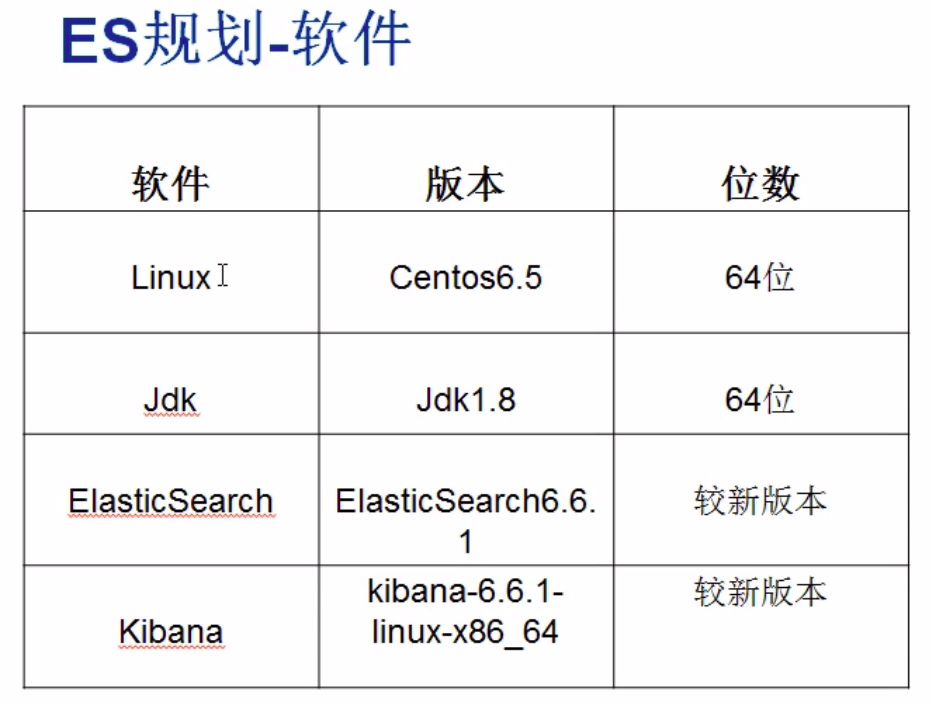 ES规划-软件
软件 版本 位数
Linux Centos6.5 64位
Jdk Jdk1.8 64位
ElasticSearch ElasticSearch6.6. 较新版本
1
kibana-6.6.1- 较新版本
Kibana linux-x86_64